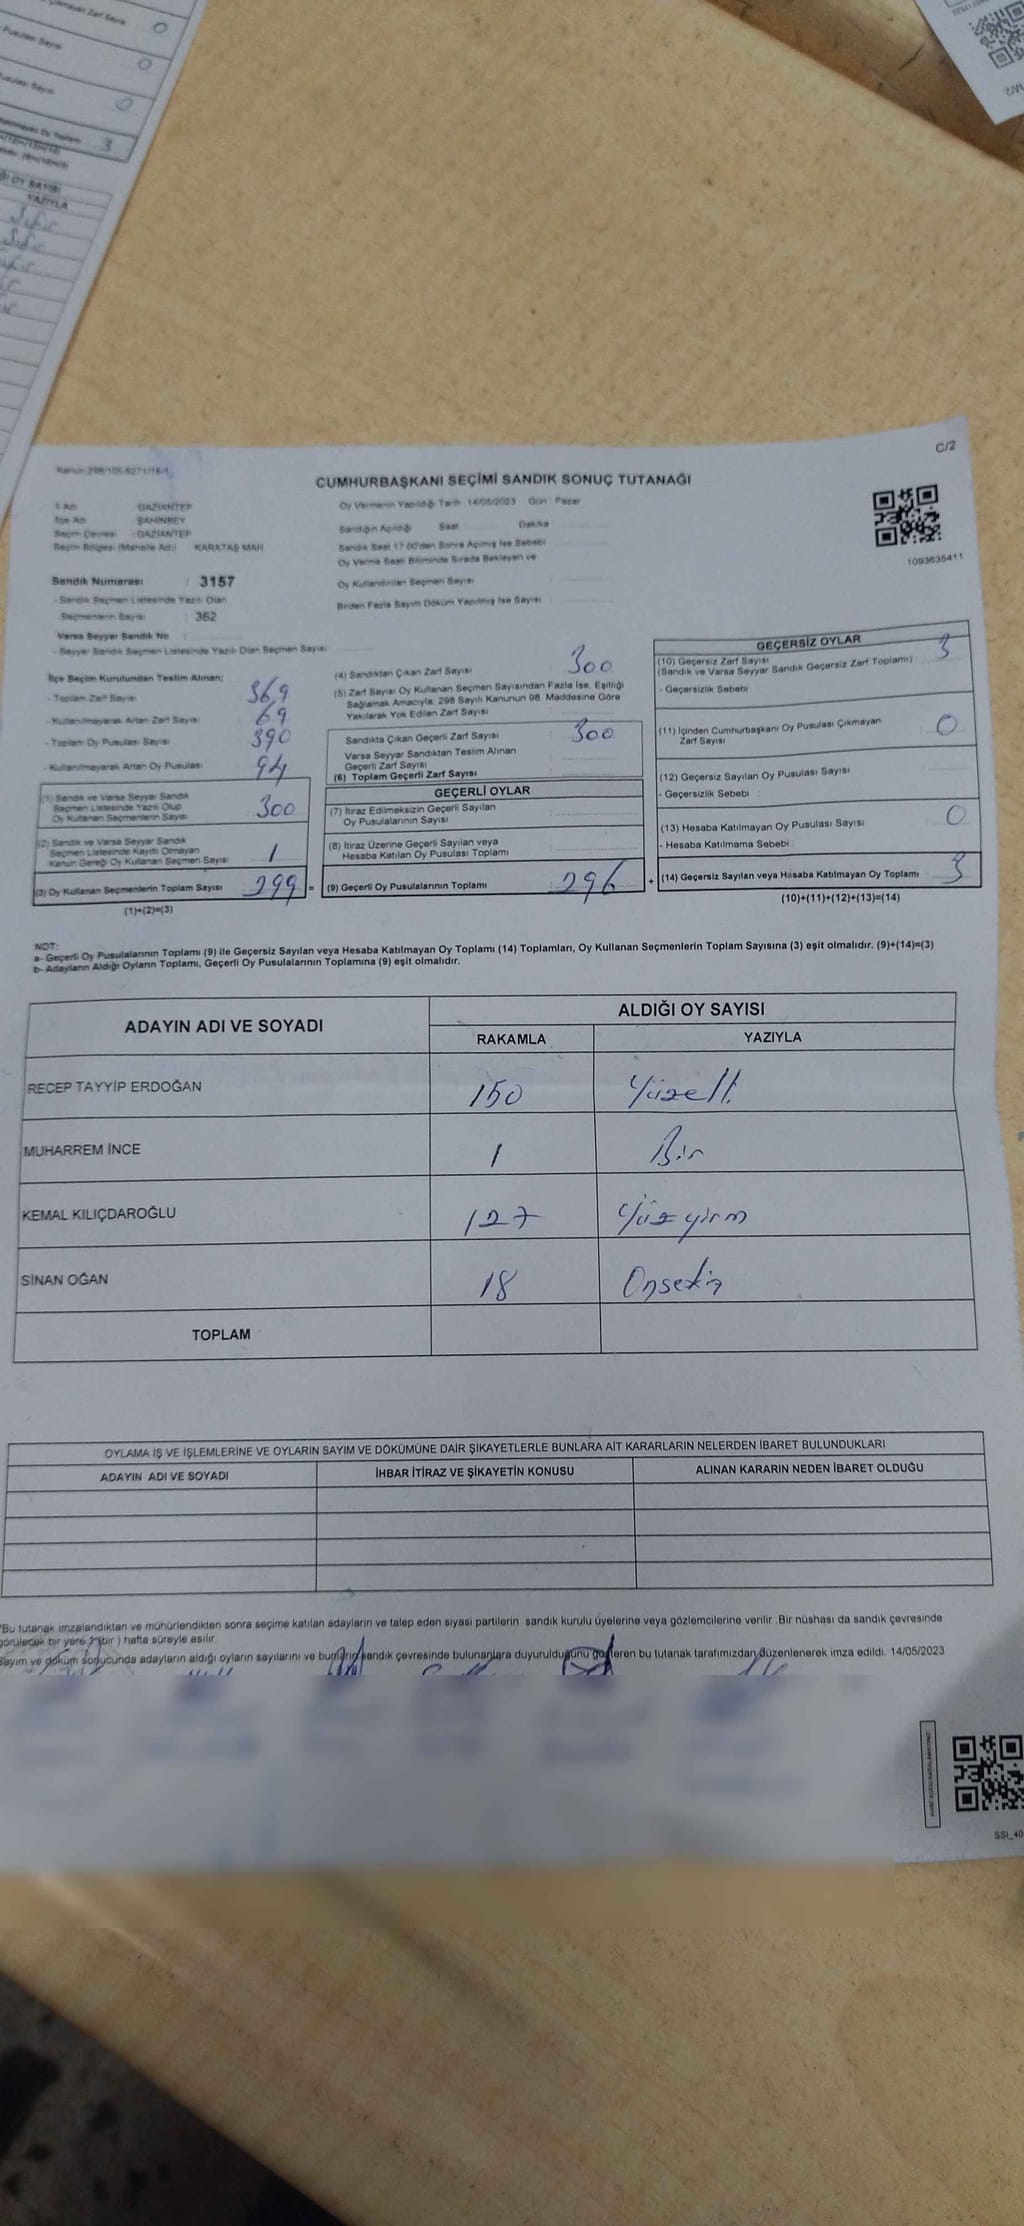 Zarf Sayısı 0
Pusulası Sayısı 0
0
3
OY SAYISI
YAZIYLA
Sıfır
Sıfır
C/2
CUMHURBAŞKANI SEÇİMİ SANDIK SONUÇ TUTANAĞI
1093635411
İl Adı : GAZİANTEP
İlçe Adı : ŞAHİNBEY
Seçim Çevresi : GAZİANTEP
Seçim Bölgesi (Mahalle Adı) : KARATAŞ MAH
Sandık Numarası : 3157
- Sandık Seçmen Listesinde Yazılı Olan
Seçmenlerin Sayısı : 362
Varsa Seyyar Sandık No :
- Seyyar Sandık Seçmen Listesinde Yazılı Olan Seçmen Sayısı
Oy Vermenin Yapıldığı Tarih : 14/05/2023 Gün : Pazar
Sandığın Açıldığı Saat Dakika
Sandık Saat 17.00'den Sonra Açılmış İse Sebebi
Oy Verme Saati Bitiminde Sırada Bekleyen ve
Oy Kullandırılan Seçmen Sayısı
Birden Fazla Sayım Döküm Yapılmış İse Sayısı
İlçe Seçim Kurulundan Teslim Alınan;
- Toplam Zarf Sayısı 369
- Kullanılmayarak Artan Zarf Sayısı 69
- Toplam Oy Pusulası Sayısı 390
- Kullanılmayarak Artan Oy Pusulası 94
(1) Sandık ve Varsa Seyyar Sandık
Seçmen Listesinde Yazılı Olup
Oy Kullanan Seçmenlerin Sayısı 300
(2) Sandık ve Varsa Seyyar Sandık
Seçmen Listesinde Kayıtlı Olmayan
Kanun Gereği Oy Kullanan Seçmen Sayısı 1
(3) Oy Kullanan Seçmenlerin Toplam Sayısı 299 =
(1)+(2)=(3)
(4) Sandıktan Çıkan Zarf Sayısı 300
(5) Zarf Sayısı Oy Kullanan Seçmen Sayısından Fazla İse, Eşitliği
Sağlamak Amacıyla, 298 Sayılı Kanunun 98. Maddesine Göre
Yakılarak Yok Edilen Zarf Sayısı
Sandıkta Çıkan Geçerli Zarf Sayısı 300
Varsa Seyyar Sandıktan Teslim Alınan
Geçerli Zarf Sayısı
(6) Toplam Geçerli Zarf Sayısı
GEÇERLİ OYLAR
(7) İtiraz Edilmeksizin Geçerli Sayılan
Oy Pusulalarının Sayısı
(8) İtiraz Üzerine Geçerli Sayılan veya
Hesaba Katılan Oy Pusulası Toplamı
(9) Geçerli Oy Pusulalarının Toplamı 296 +
GEÇERSİZ OYLAR
(10) Geçersiz Zarf Sayısı 3
(Sandık ve Varsa Seyyar Sandık Geçersiz Zarf Toplamı)
- Geçersizlik Sebebi
(11) İçinden Cumhurbaşkanı Oy Pusulası Çıkmayan
Zarf Sayısı 0
(12) Geçersiz Sayılan Oy Pusulası Sayısı
- Geçersizlik Sebebi :
(13) Hesaba Katılmayan Oy Pusulası Sayısı 0
- Hesaba Katılmama Sebebi :
(14) Geçersiz Sayılan veya Hesaba Katılmayan Oy Toplamı 3
(10)+(11)+(12)+(13)=(14)
NOT:
a- Geçerli Oy Pusulalarının Toplamı (9) ile Geçersiz Sayılan veya Hesaba Katılmayan Oy Toplamı (14) Toplamları, Oy Kullanan Seçmenlerin Toplam Sayısına (3) eşit olmalıdır. (9)+(14)=(3)
b- Adayların Aldığı Oyların Toplamı, Geçerli Oy Pusulalarının Toplamına (9) eşit olmalıdır.
ADAYIN ADI VE SOYADI ALDIĞI OY SAYISI
RAKAMLA YAZIYLA
RECEP TAYYİP ERDOĞAN 150 Yüzelli
MUHARREM İNCE 1 Bir
KEMAL KILIÇDAROĞLU 127 Yüzyirm
SİNAN OĞAN 18 Onsekiz
TOPLAM
OYLAMA İŞ VE İŞLEMLERİNE VE OYLARIN SAYIM VE DÖKÜMÜNE DAİR ŞİKAYETLERLE BUNLARA AİT KARARLARIN NELERDEN İBARET BULUNDUKLARI
ADAYIN ADI VE SOYADI İHBAR İTİRAZ VE ŞİKAYETİN KONUSU ALINAN KARARIN NEDEN İBARET OLDUĞU
*Bu tutanak imzalandıktan ve mühürlendikten sonra seçime katılan adayların ve talep eden siyasi partilerin sandık kurulu üyelerine veya gözlemcilerine verilir. Bir nüshası da sandık çevresinde
görülecek bir yere 1 (bir) hafta süreyle asılır.
Sayım ve döküm sonucunda adayların aldığı oyların sayılarını ve bunların sandık çevresinde bulunanlara duyurulduğunu gösteren bu tutanak tarafımızdan düzenlenerek imza edildi. 14/05/2023
SSI_40